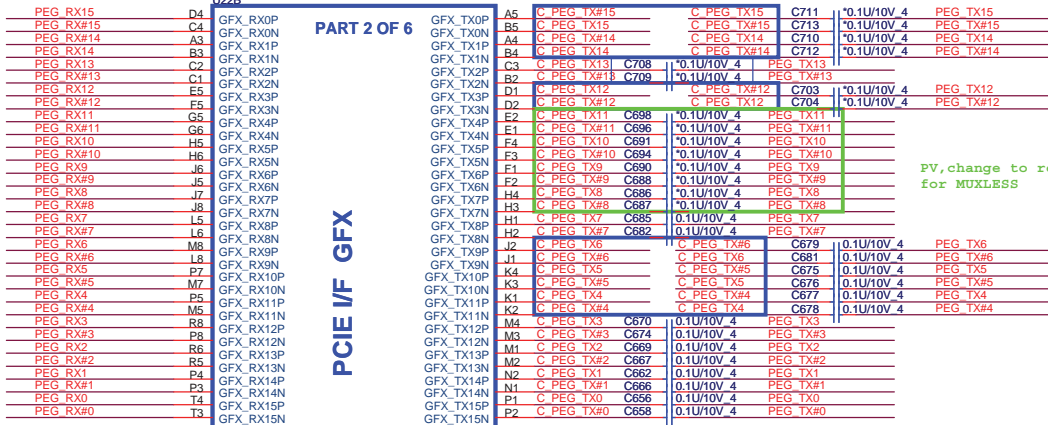 U22B
PEG_RX15 D4 GFX_RX0P PART 2 OF 6 GFX_TX0P A5 C_PEG_TX#15 C_PEG_TX15 C711 *0.1U/10V_4 PEG_TX15
PEG_RX#15 C4 GFX_RX0N GFX_TX0N B5 C_PEG_TX15 C_PEG_TX#15 C713 *0.1U/10V_4 PEG_TX#15
PEG_RX#14 A3 GFX_RX1P GFX_TX1P A4 C_PEG_TX#14 C_PEG_TX14 C710 *0.1U/10V_4 PEG_TX14
PEG_RX14 B3 GFX_RX1N GFX_TX1N B4 C_PEG_TX14 C_PEG_TX#14 C712 *0.1U/10V_4 PEG_TX#14
PEG_RX13 C2 GFX_RX2P GFX_TX2P C3 C_PEG_TX13 C708 *0.1U/10V_4 PEG_TX13
PEG_RX#13 C1 GFX_RX2N GFX_TX2N B2 C_PEG_TX#13 C709 *0.1U/10V_4 PEG_TX#13
PEG_RX12 E5 GFX_RX3P GFX_TX3P D1 C_PEG_TX12 C_PEG_TX#12 C703 *0.1U/10V_4 PEG_TX12
PEG_RX#12 F5 GFX_RX3N GFX_TX3N D2 C_PEG_TX#12 C_PEG_TX12 C704 *0.1U/10V_4 PEG_TX#12
PEG_RX11 G5 GFX_RX4P GFX_TX4P E2 C_PEG_TX11 C698 *0.1U/10V_4 PEG_TX11
PEG_RX#11 G6 GFX_RX4N GFX_TX4N E1 C_PEG_TX#11 C696 *0.1U/10V_4 PEG_TX#11
PEG_RX10 H5 GFX_RX5P GFX_TX5P F4 C_PEG_TX10 C691 *0.1U/10V_4 PEG_TX10
PEG_RX#10 H6 GFX_RX5N GFX_TX5N F3 C_PEG_TX#10 C694 *0.1U/10V_4 PEG_TX#10
PEG_RX9 J6 GFX_RX6P GFX_TX6P F1 C_PEG_TX9 C690 *0.1U/10V_4 PEG_TX9
PV,change to
PEG_RX#9 J5 GFX_RX6N GFX_TX6N F2 C_PEG_TX#9 C688 *0.1U/10V_4 PEG_TX#9
for MUXLESS
PEG_RX8 J7 GFX_RX7P GFX_TX7P H4 C_PEG_TX8 C686 *0.1U/10V_4 PEG_TX8
PEG_RX#8 J8 GFX_RX7N GFX_TX7N H3 C_PEG_TX#8 C687 *0.1U/10V_4 PEG_TX#8
PEG_RX7 L5 GFX_RX8P GFX_TX8P H1 C_PEG_TX7 C685 0.1U/10V_4 PEG_TX7
PEG_RX#7 L6 GFX_RX8N GFX_TX8N H2 C_PEG_TX#7 C682 0.1U/10V_4 PEG_TX#7
PEG_RX6 M8 GFX_RX9P GFX_TX9P J2 C_PEG_TX6 C_PEG_TX#6 C679 0.1U/10V_4 PEG_TX6
PEG_RX#6 L8 GFX_RX9N GFX_TX9N J1 C_PEG_TX#6 C_PEG_TX6 C681 0.1U/10V_4 PEG_TX#6
PEG_RX5 P7 GFX_RX10P GFX_TX10P K4 C_PEG_TX5 C_PEG_TX#5 C675 0.1U/10V_4 PEG_TX5
PEG_RX#5 M7 GFX_RX10N GFX_TX10N K3 C_PEG_TX#5 C_PEG_TX5 C676 0.1U/10V_4 PEG_TX#5
PEG_RX4 P5 GFX_RX11P GFX_TX11P K1 C_PEG_TX4 C_PEG_TX#4 C677 0.1U/10V_4 PEG_TX4
PEG_RX#4 M5 GFX_RX11N GFX_TX11N K2 C_PEG_TX#4 C_PEG_TX4 C678 0.1U/10V_4 PEG_TX#4
PEG_RX3 R8 GFX_RX12P GFX_TX12P M4 C_PEG_TX3 C670 0.1U/10V_4 PEG_TX3
PEG_RX#3 P8 GFX_RX12N GFX_TX12N M3 C_PEG_TX#3 C674 0.1U/10V_4 PEG_TX#3
PEG_RX2 R6 GFX_RX13P GFX_TX13P M1 C_PEG_TX2 C669 0.1U/10V_4 PEG_TX2
PEG_RX#2 R5 GFX_RX13N GFX_TX13N M2 C_PEG_TX#2 C667 0.1U/10V_4 PEG_TX#2
PEG_RX1 P4 GFX_RX14P GFX_TX14P N2 C_PEG_TX1 C662 0.1U/10V_4 PEG_TX1
PEG_RX#1 P3 GFX_RX14N GFX_TX14N N1 C_PEG_TX#1 C666 0.1U/10V_4 PEG_TX#1
PEG_RX0 T4 GFX_RX15P GFX_TX15P P1 C_PEG_TX0 C656 0.1U/10V_4 PEG_TX0
PEG_RX#0 T3 GFX_RX15N GFX_TX15N P2 C_PEG_TX#0 C658 0.1U/10V_4 PEG_TX#0
PCIE I/F GFX